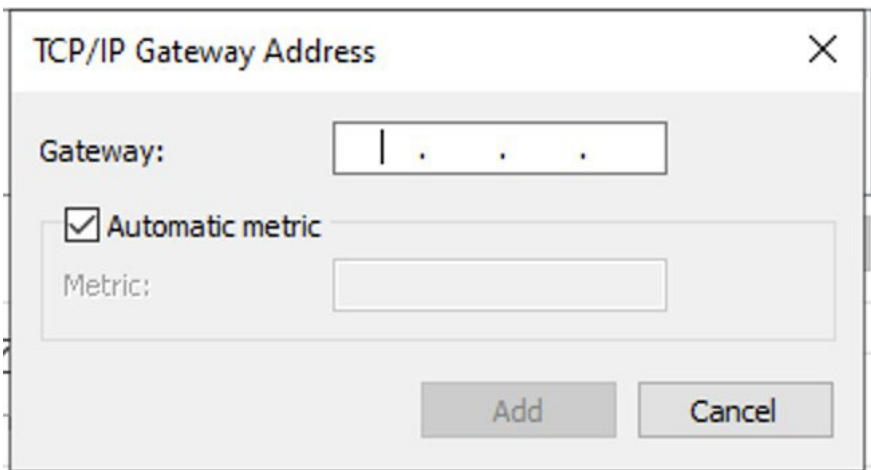 TCP/IP Gateway Address
Gateway:
. . .
Automatic metric
Metric:
Add
Cancel